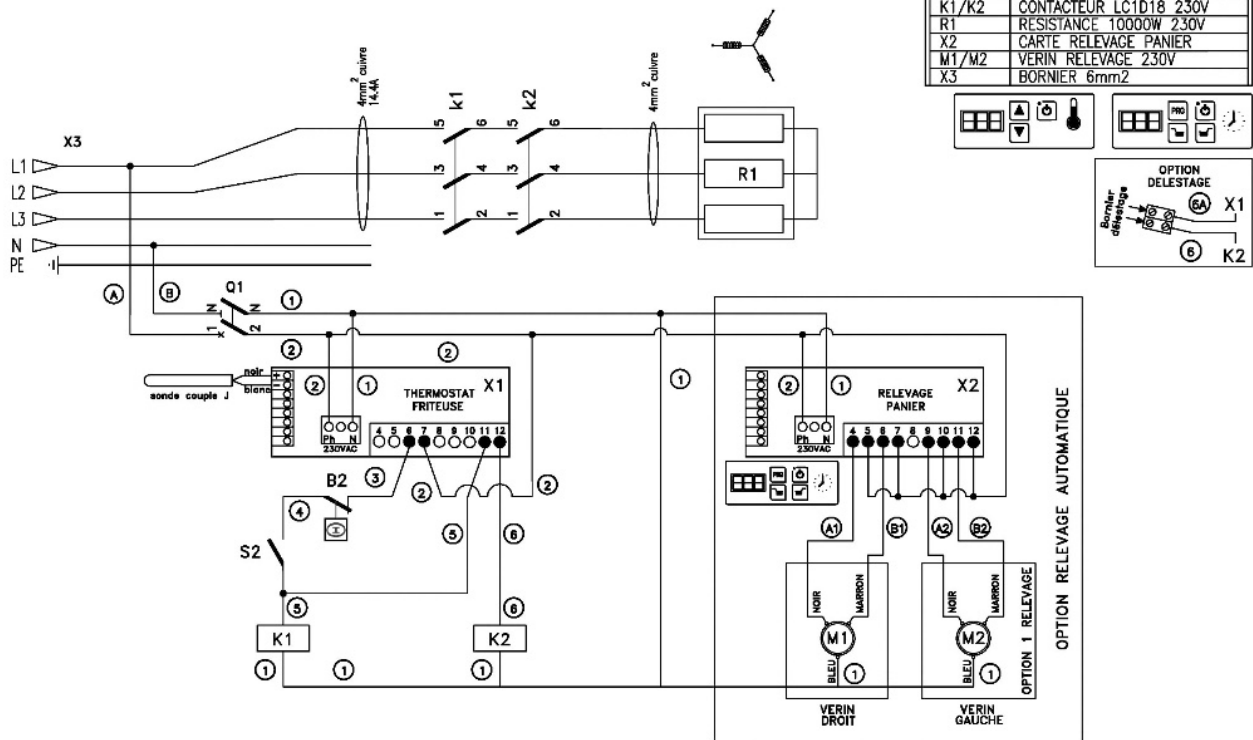 K1/K2 CONTACTEUR LC1D18 230V
R1 RESISTANCE 10000W 230V
X2 CARTE RELEVAGE PANIER
M1/M2 VERIN RELEVAGE 230V
X3 BORNIER 6mm2
4mm2 cuivre
14.4A
k1
k2
4mm2 cuivre
X3
5 6 5 6
L1
3 4 3 4
L2
R1
1 2 1 2
L3
N
PE
PRG
OPTION
DELESTAGE
Bornier
délestage
6A
X1
6
K2
A
B
Q1
N N
1
1 2
2
2
1
noir
+
-
blanc
sonde couple J
2
1
THERMOSTAT
FRITEUSE
X1
Ph N
230VAC
4 5 6 7 8 9 10 11 12
2
1
RELEVAGE
PANIER
X2
Ph N
230VAC
4 5 6 7 8 9 10 11 12
PRG
B2
3
2
2
4
S2
5
6
5
6
K1
K2
1
1
1
A1
B1
A2
B2
NOIR
MARRON
M1
BLEU
1
VERIN
DROIT
NOIR
MARRON
M2
BLEU
1
VERIN
GAUCHE
OPTION 1 RELEVAGE
OPTION RELEVAGE AUTOMATIQUE